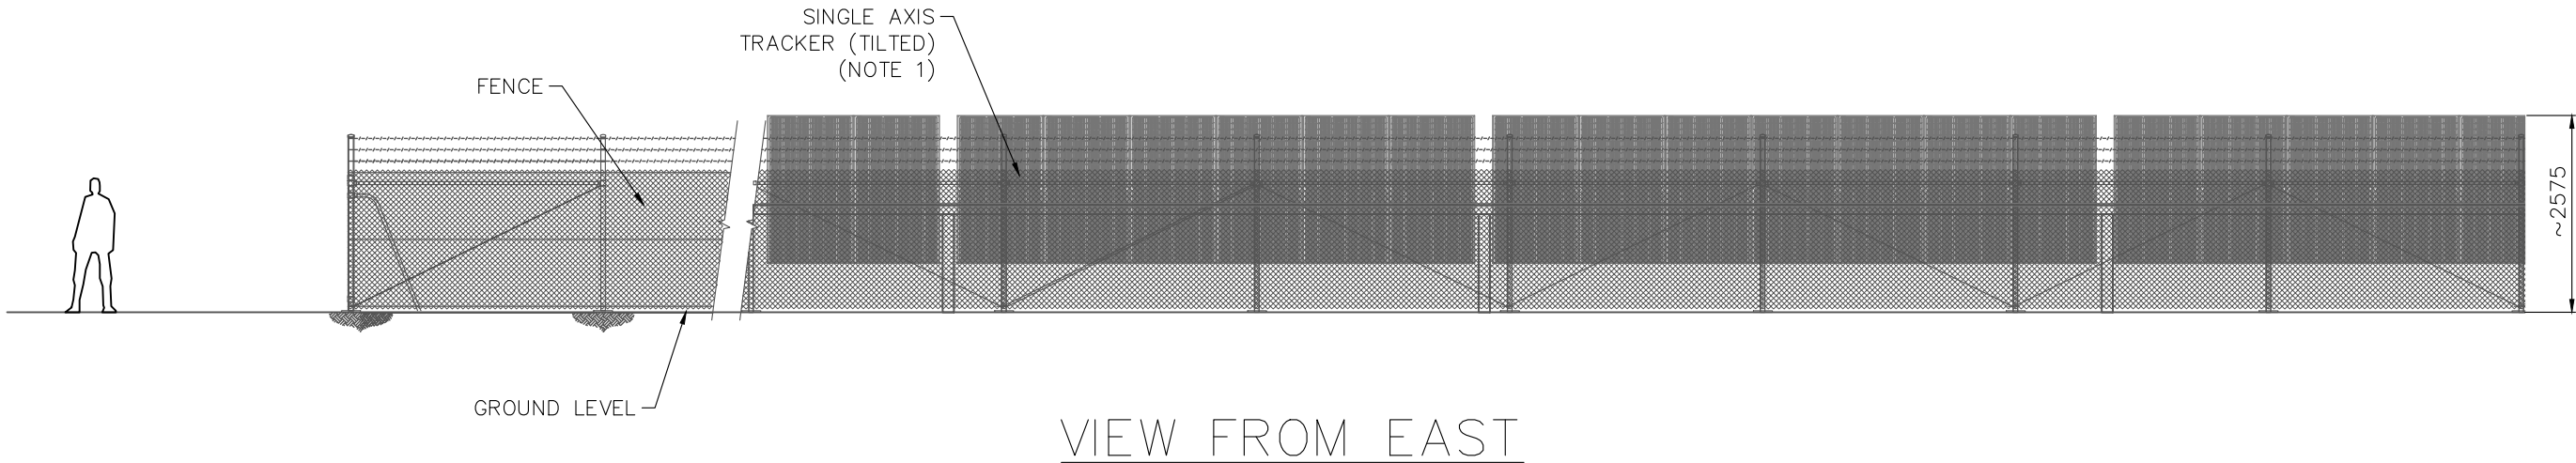 SINGLE AXIS
TRACKER (TILTED)
(NOTE 1)
FENCE
~2575
GROUND LEVEL
VIEW FROM EAST